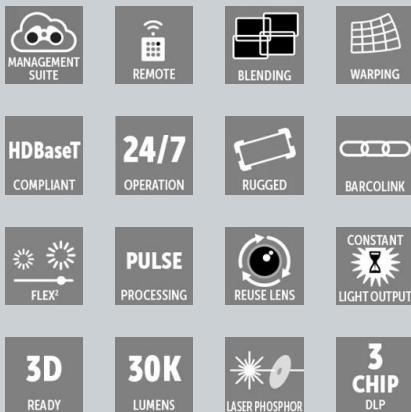 MANAGEMENT
SUITE
REMOTE
BLENDING
WARPING
HDBaseT
COMPLIANT
24/7
OPERATION
RUGGED
BARCOLINK
FLEX²
PULSE
PROCESSING
REUSE LENS
CONSTANT
LIGHT OUTPUT
3D
READY
30K
LUMENS
LASER PHOSPHOR
3
CHIP
DLP